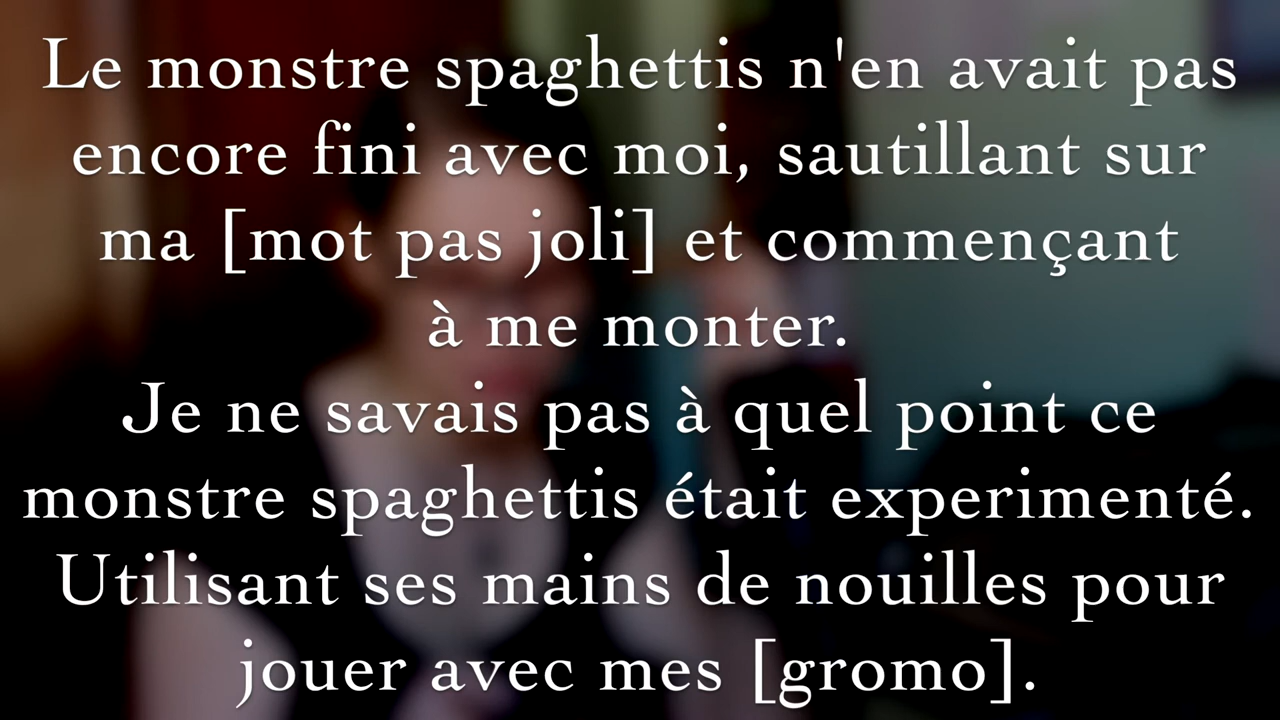 Le monstre spaghettis n'en avait pas
encore fini avec moi, sautillant sur
ma [mot pas joli] et commençant
à me monter.
Je ne savais pas à quel point ce
monstre spaghettis était experimenté.
Utilisant ses mains de nouilles pour
jouer avec mes [gromo].